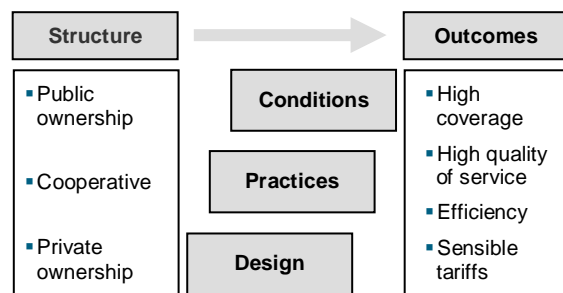 Structure
Outcomes
▪ Public
ownership
▪ Cooperative
▪ Private
ownership
Conditions
Practices
Design
▪ High
coverage
▪ High quality
of service
▪ Efficiency
▪ Sensible
tariffs